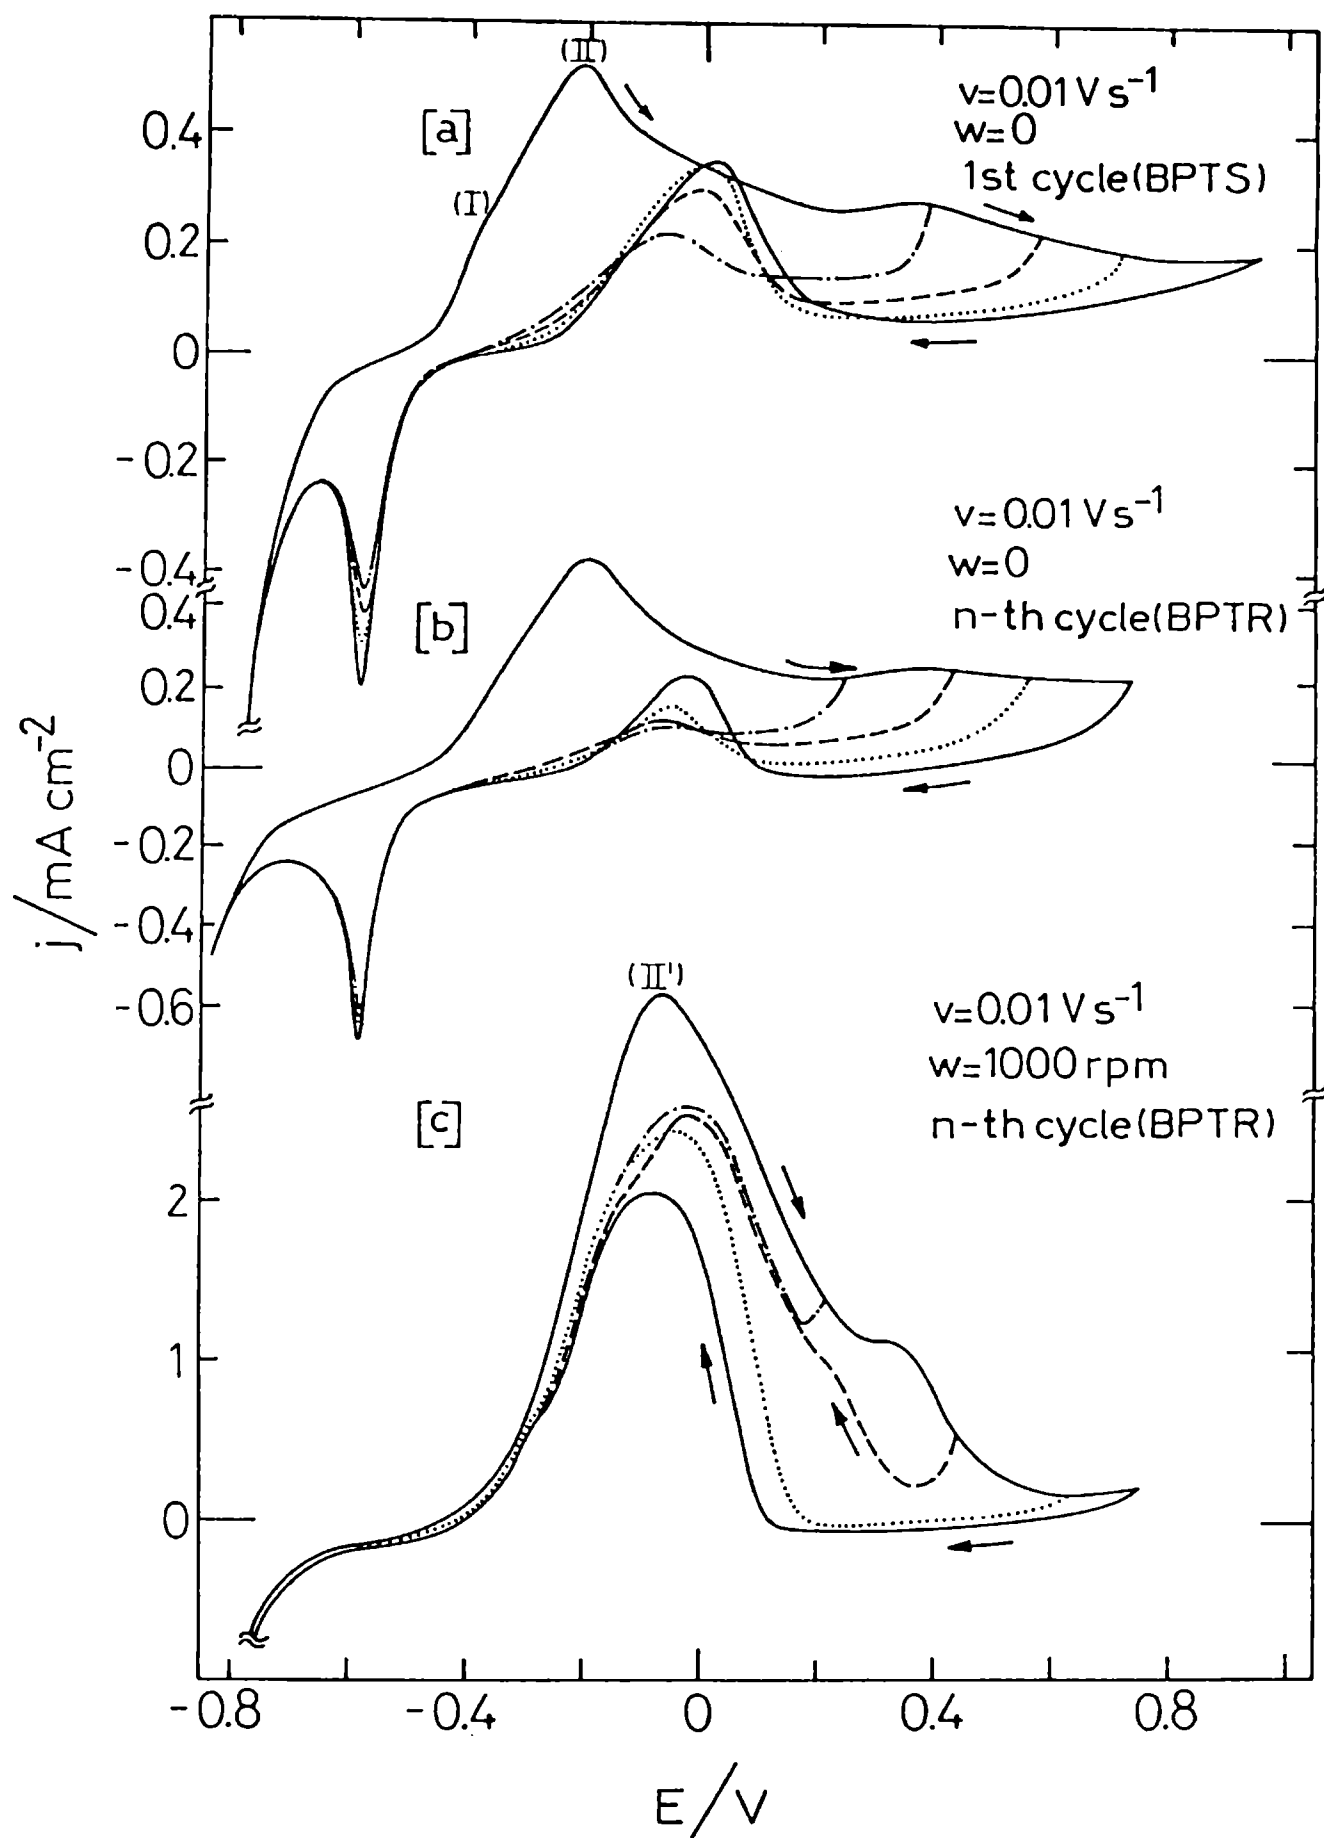 (II)
[a]
v=0.01 V s⁻¹
w=0
1st cycle(BPTS)
(I)
0.4
0.2
0
-0.2
-0.4
[b]
v=0.01 V s⁻¹
w=0
n-th cycle(BPTR)
0.4
0.2
0
-0.2
-0.4
-0.6
j/mA cm⁻²
(II')
[c]
v=0.01 V s⁻¹
w=1000 rpm
n-th cycle(BPTR)
2
1
0
-0.8 -0.4 0 0.4 0.8
E/V